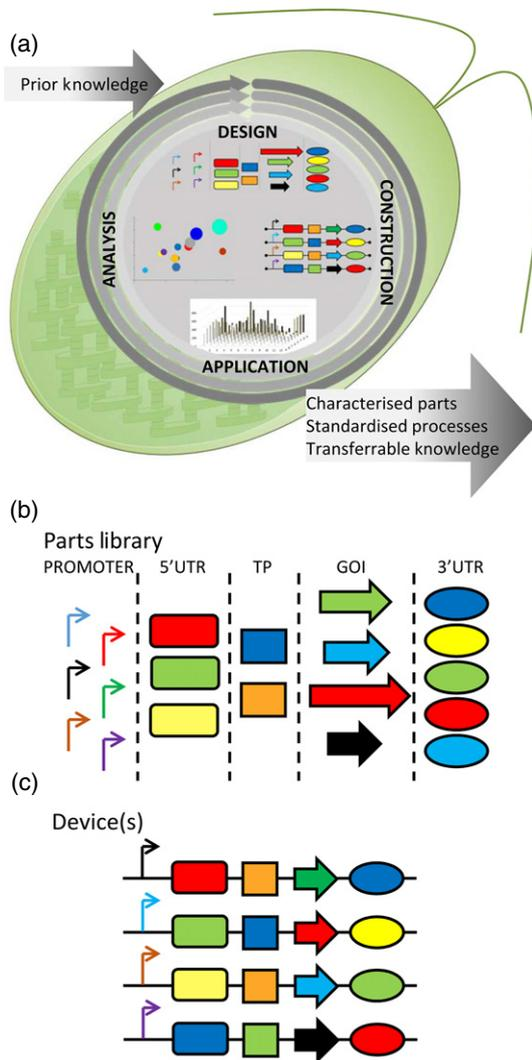 (a)
Prior knowledge
DESIGN
CONSTRUCTION
ANALYSIS
APPLICATION
Characterised parts
Standardised processes
Transferrable knowledge
(b)
Parts library
PROMOTER 5'UTR TP GOI 3'UTR
(c)
Device(s)